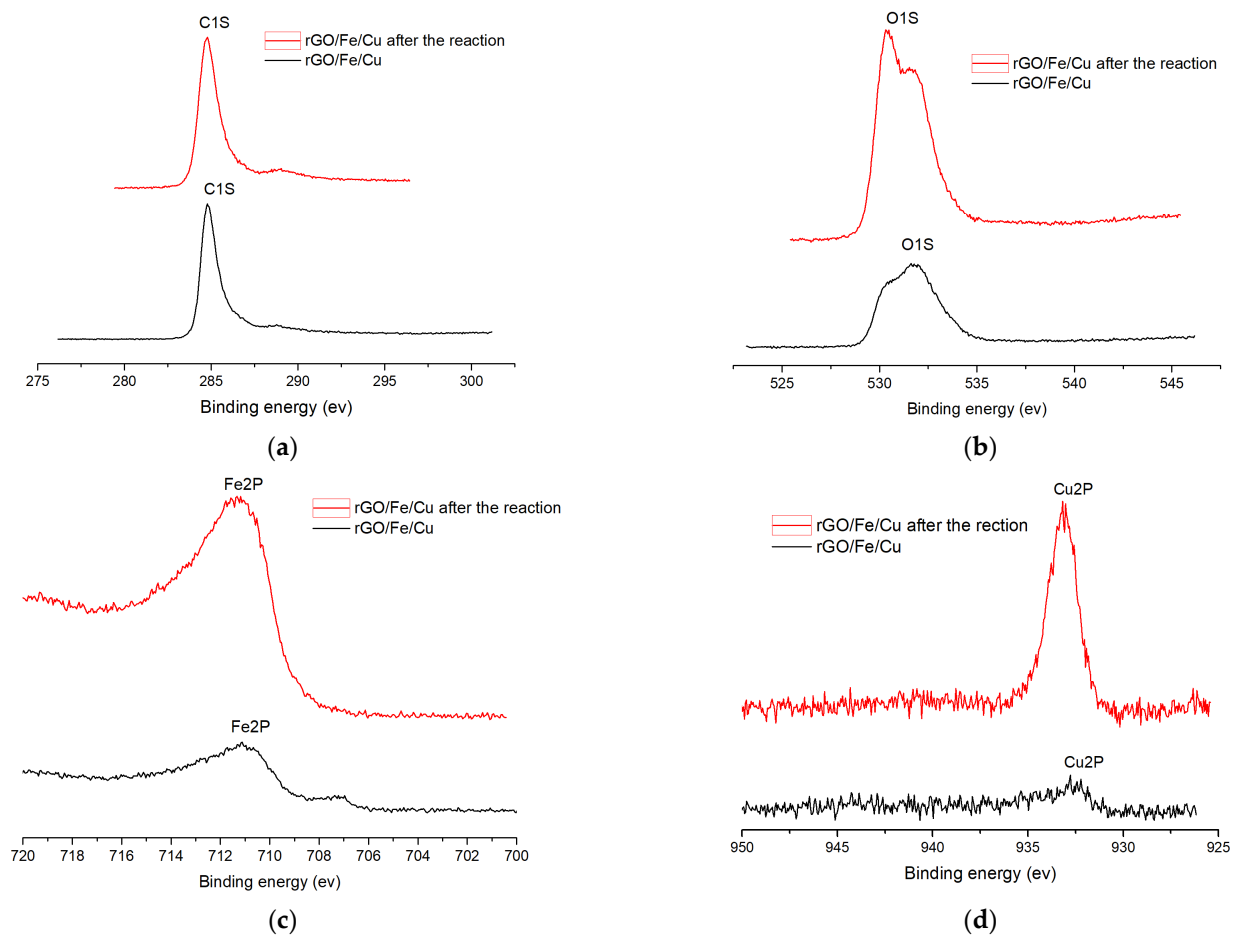 C1S
rGO/Fe/Cu after the reaction
rGO/Fe/Cu
C1S
275 280 285 290 295 300
Binding energy (ev)
(a)
O1S
rGO/Fe/Cu after the reaction
rGO/Fe/Cu
O1S
525 530 535 540 545
Binding energy (ev)
(b)
Fe2P
rGO/Fe/Cu after the reaction
rGO/Fe/Cu
Fe2P
720 718 716 714 712 710 708 706 704 702 700
Binding energy (ev)
(c)
Cu2P
rGO/Fe/Cu after the rection
rGO/Fe/Cu
Cu2P
950 945 940 935 930 925
Binding energy (ev)
(d)